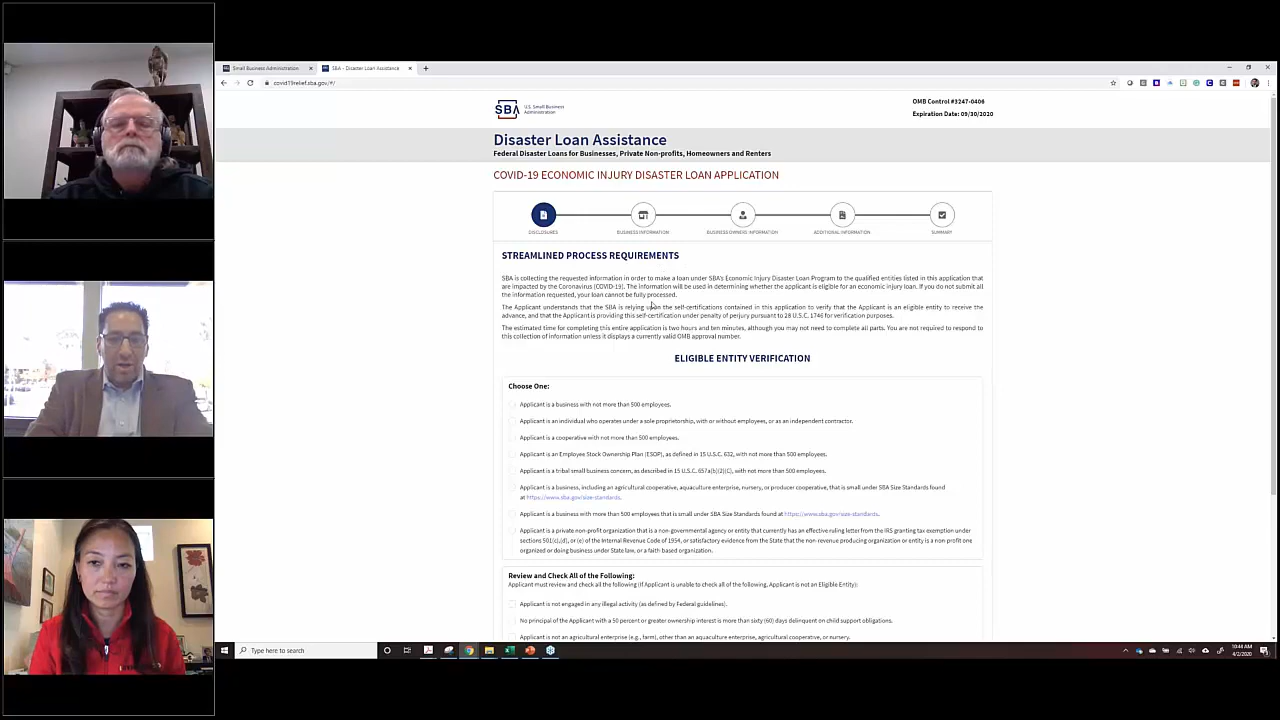 Small Business Administration
SBA - Disaster Loan Assistance
covid19relief.sba.gov/#/
SBA
U.S. Small Business
Administration
OMB Control #3247-0406
Expiration Date: 09/30/2020
Disaster Loan Assistance
Federal Disaster Loans for Businesses, Private Non-profits, Homeowners and Renters
COVID-19 ECONOMIC INJURY DISASTER LOAN APPLICATION
DISCLOSURES
BUSINESS INFORMATION
BUSINESS OWNERS INFORMATION
ADDITIONAL INFORMATION
SUMMARY
STREAMLINED PROCESS REQUIREMENTS
SBA is collecting the requested information in order to make a loan under SBA's Economic Injury Disaster Loan Program to the qualified entities listed in this application that
are impacted by the Coronavirus (COVID-19). The information will be used in determining whether the applicant is eligible for an economic injury loan. If you do not submit all
the information requested, your loan cannot be fully processed.
The Applicant understands that the SBA is relying upon the self-certifications contained in this application to verify that the Applicant is an eligible entity to receive the
advance, and that the Applicant is providing this self-certification under penalty of perjury pursuant to 28 U.S.C. 1746 for verification purposes.
The estimated time for completing this entire application is two hours and ten minutes, although you may not need to complete all parts. You are not required to respond to
this collection of information unless it displays a currently valid OMB approval number.
ELIGIBLE ENTITY VERIFICATION
Choose One:
Applicant is a business with not more than 500 employees.
Applicant is an individual who operates under a sole proprietorship, with or without employees, or as an independent contractor.
Applicant is a cooperative with not more than 500 employees.
Applicant is an Employee Stock Ownership Plan (ESOP), as defined in 15 U.S.C. 632, with not more than 500 employees.
Applicant is a tribal small business concern, as described in 15 U.S.C. 657a(b)(2)(C), with not more than 500 employees.
Applicant is a business, including an agricultural cooperative, aquaculture enterprise, nursery, or producer cooperative, that is small under SBA Size Standards found
at https://www.sba.gov/size-standards.
Applicant is a business with more than 500 employees that is small under SBA Size Standards found at https://www.sba.gov/size-standards.
Applicant is a private non-profit organization that is a non-governmental agency or entity that currently has an effective ruling letter from the IRS granting tax exemption under
sections 501(c),(d), or (e) of the Internal Revenue Code of 1954, or satisfactory evidence from the State that the non-revenue producing organization or entity is a non-profit one
organized or doing business under State law, or a faith-based organization.
Review and Check All of the Following:
Applicant must review and check all the following (If Applicant is unable to check all of the following, Applicant is not an Eligible Entity):
Applicant is not engaged in any illegal activity (as defined by Federal guidelines).
No principal of the Applicant with a 50 percent or greater ownership interest is more than sixty (60) days delinquent on child support obligations.
Applicant is not an agricultural enterprise (e.g., farm), other than an aquaculture enterprise, agricultural cooperative, or nursery.
Type here to search
10:48 AM
4/2/2020